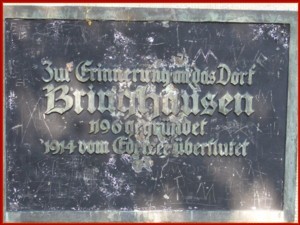 Zur Erinnerung an das Dorf
Bringhausen
1196 gegründet
1914 vom Edersee überflutet